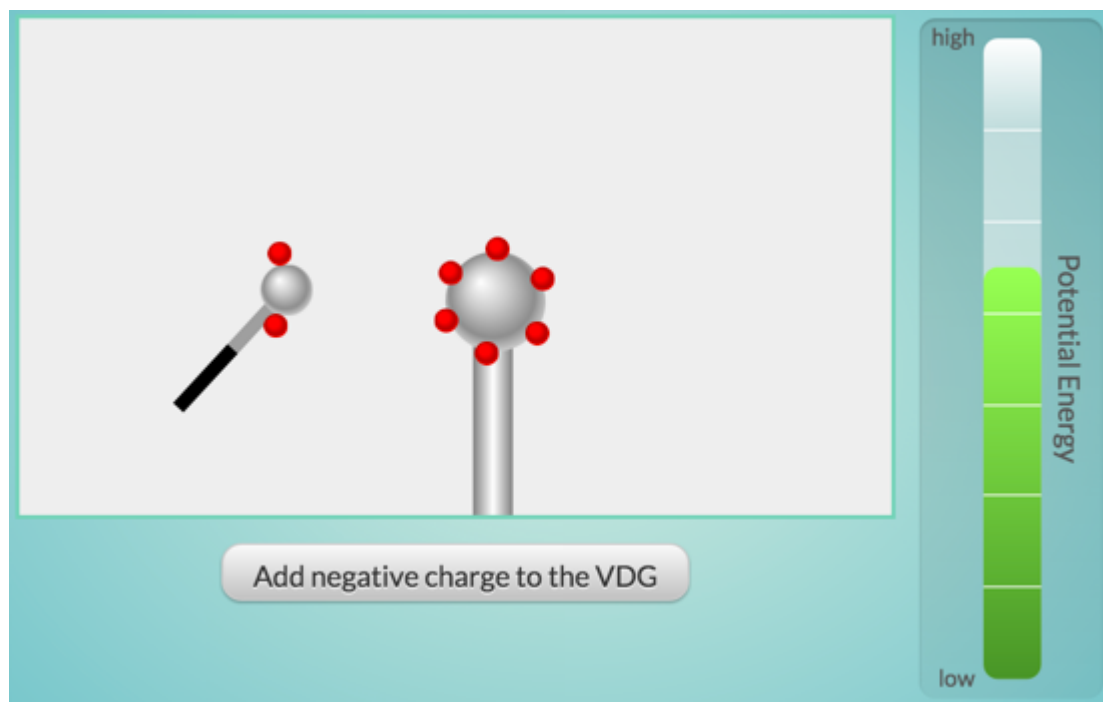 high
Potential Energy
low
Add negative charge to the VDG